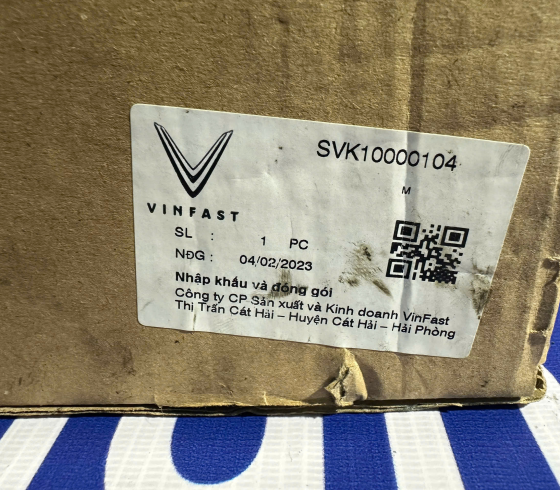 SVK10000104
M
VINFAST
SL : 1 PC
NĐG : 04/02/2023
Nhập khẩu và đóng gói
Công ty CP Sản xuất và Kinh doanh VinFast
Thị Trấn Cát Hải – Huyện Cát Hải – Hải Phòng